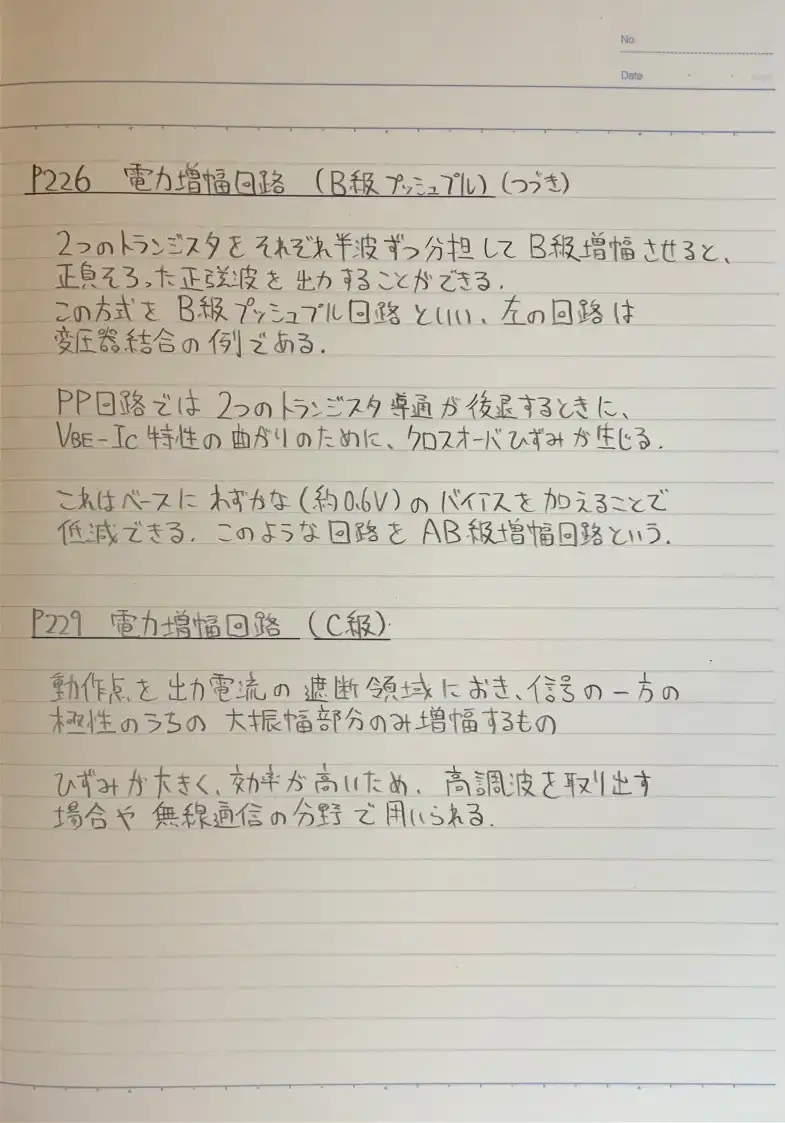 No.
Date
P226 電力増幅回路 (B級プッシュプル) (つづき)
2つのトランジスタをそれぞれ半波ずつ分担してB級増幅させると、
正負そろった正弦波を出力することができる.
この方式をB級プッシュプル回路といい、左の回路は
変圧器結合の例である.
PP回路では2つのトランジスタ導通が後退するときに、
VBE-IC特性の曲がりのために、クロスオーバひずみが生じる.
これはベースにわずかな(約0.6V)のバイアスを加えることで
低減できる. このような回路をAB級増幅回路という.
P229 電力増幅回路 (C級)
動作点を出力電流の遮断領域におき、信号の一方の
極性のうちの大振幅部分のみ増幅するもの
ひずみが大きく、効率が高いため、高調波を取り出す
場合や無線通信の分野で用いられる.